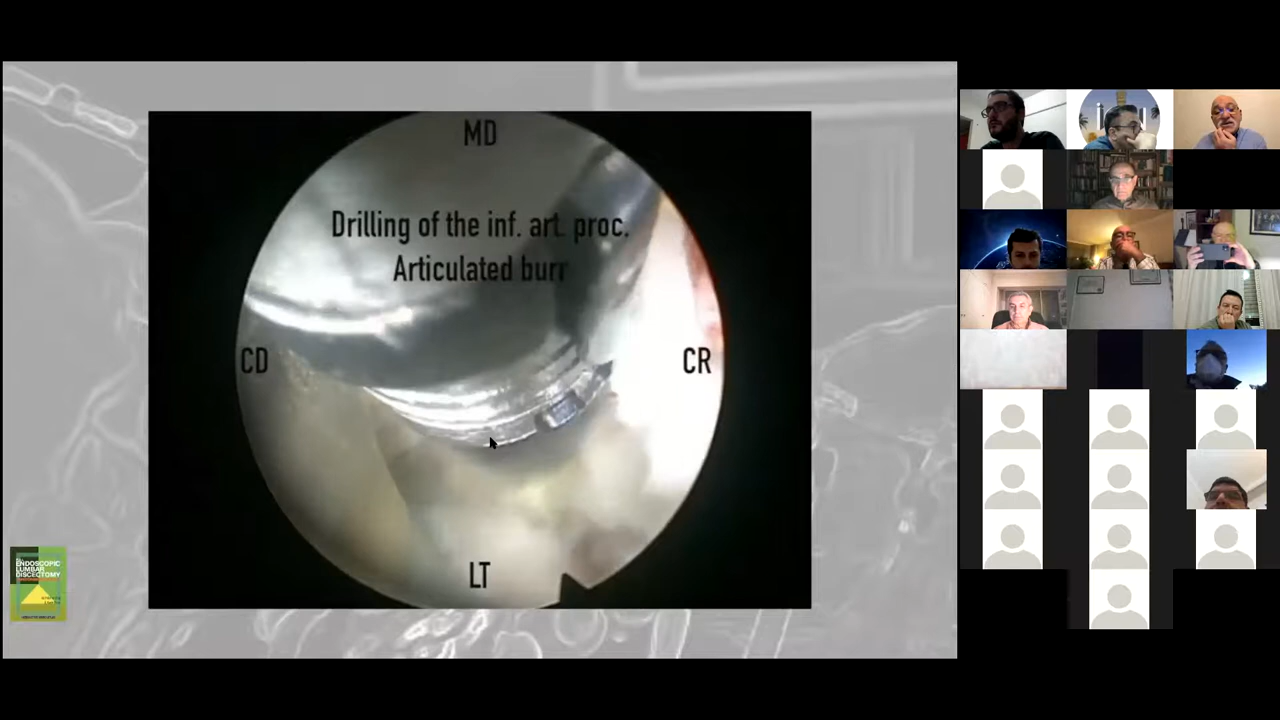 MD
Drilling of the inf. art. proc.
Articulated burr
CD
CR
LT
ENDOSCOPIC
LUMBAR
DISCECTOMY